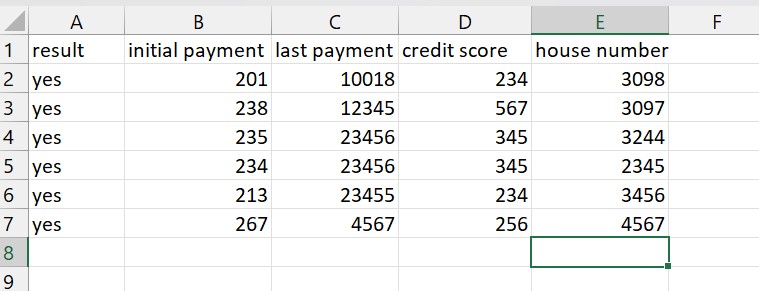 A B C D E F
1 result initial payment last payment credit score house number
2 yes 201 10018 234 3098
3 yes 238 12345 567 3097
4 yes 235 23456 345 3244
5 yes 234 23456 345 2345
6 yes 213 23455 234 3456
7 yes 267 4567 256 4567
8
9